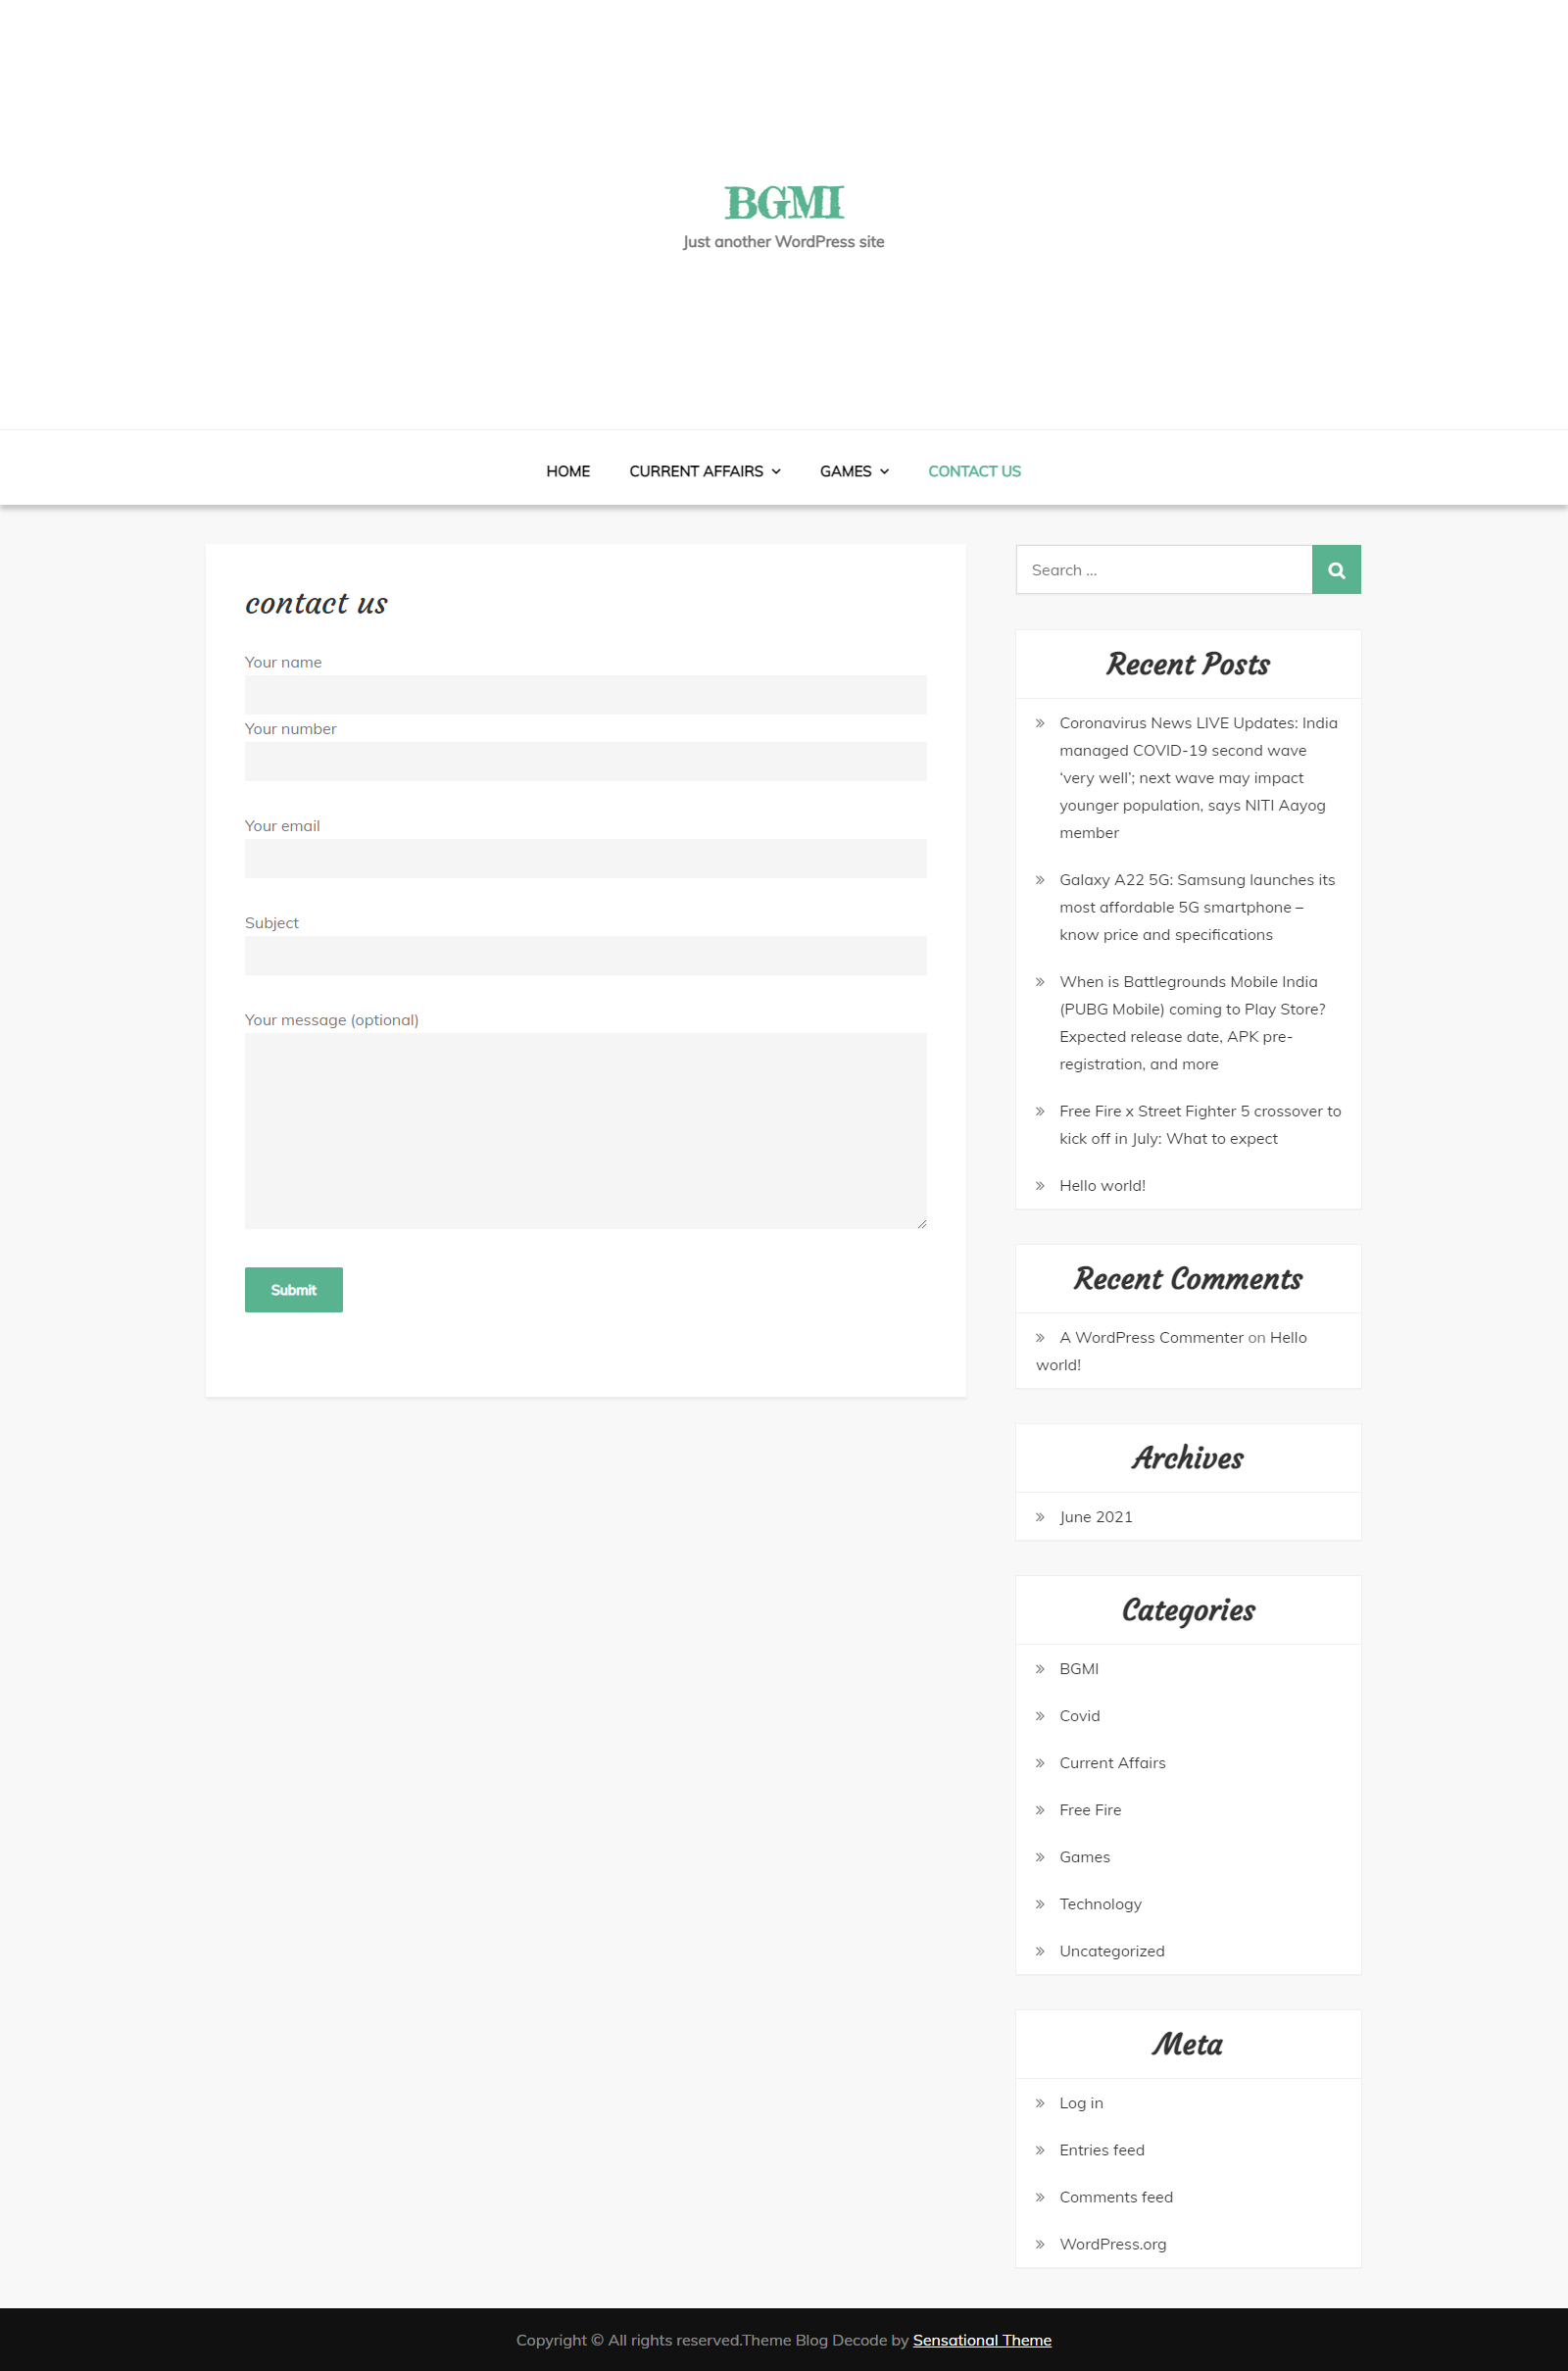 BGMI
Just another WordPress site
HOME CURRENT AFFAIRS GAMES CONTACT US
contact us
Your name
Your number
Your email
Subject
Your message (optional)
Submit
Search ...
Recent Posts
Coronavirus News LIVE Updates: India
managed COVID-19 second wave
‘very well’; next wave may impact
younger population, says NITI Aayog
member
Galaxy A22 5G: Samsung launches its
most affordable 5G smartphone –
know price and specifications
When is Battlegrounds Mobile India
(PUBG Mobile) coming to Play Store?
Expected release date, APK pre-
registration, and more
Free Fire x Street Fighter 5 crossover to
kick off in July: What to expect
Hello world!
Recent Comments
A WordPress Commenter on Hello
world!
Archives
June 2021
Categories
BGMI
Covid
Current Affairs
Free Fire
Games
Technology
Uncategorized
Meta
Log in
Entries feed
Comments feed
WordPress.org
Copyright © All rights reserved.Theme Blog Decode by Sensational Theme